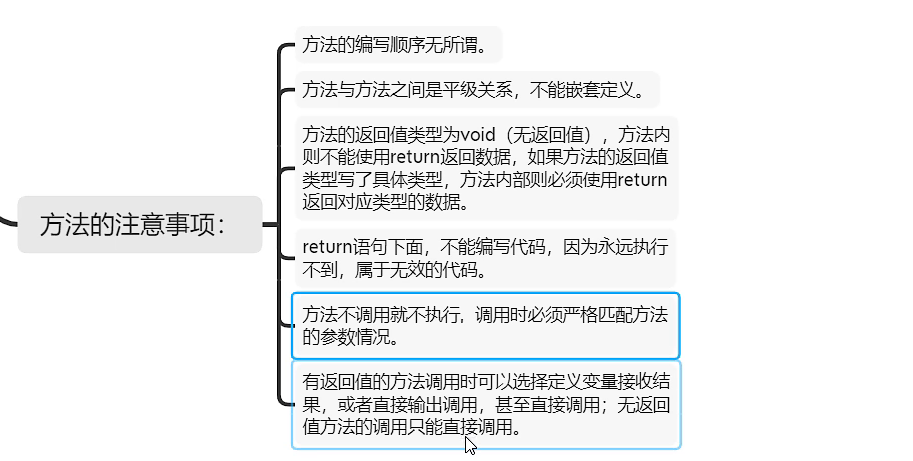 方法的注意事项：
方法的编写顺序无所谓。
方法与方法之间是平级关系，不能嵌套定义。
方法的返回值类型为void（无返回值），方法内
则不能使用return返回数据，如果方法的返回值
类型写了具体类型，方法内部则必须使用return
返回对应类型的数据。
return语句下面，不能编写代码，因为永远执行
不到，属于无效的代码。
方法不调用就不执行，调用时必须严格匹配方法
的参数情况。
有返回值的方法调用时可以选择定义变量接收结
果，或者直接输出调用，甚至直接调用；无返回
值方法的调用只能直接调用。